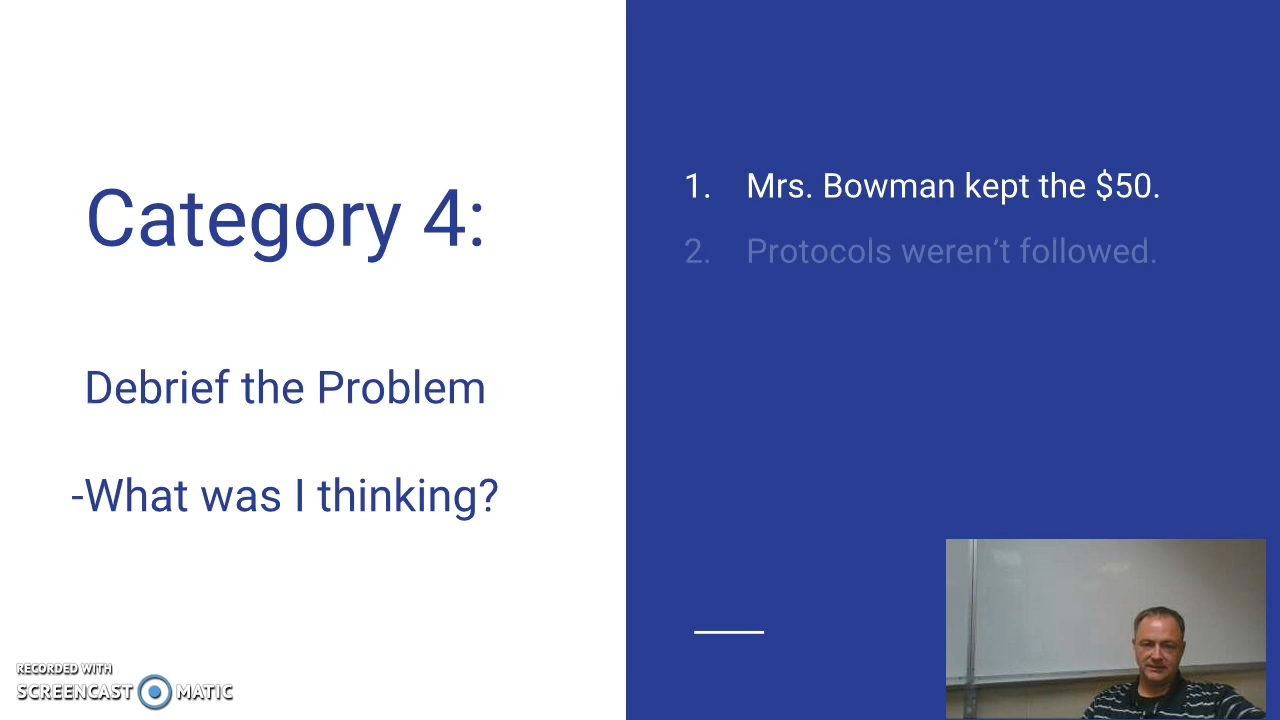 Category 4:
Debrief the Problem
-What was I thinking?
1. Mrs. Bowman kept the $50.
2. Protocols weren’t followed.
RECORDED WITH
SCREENCAST MATIC